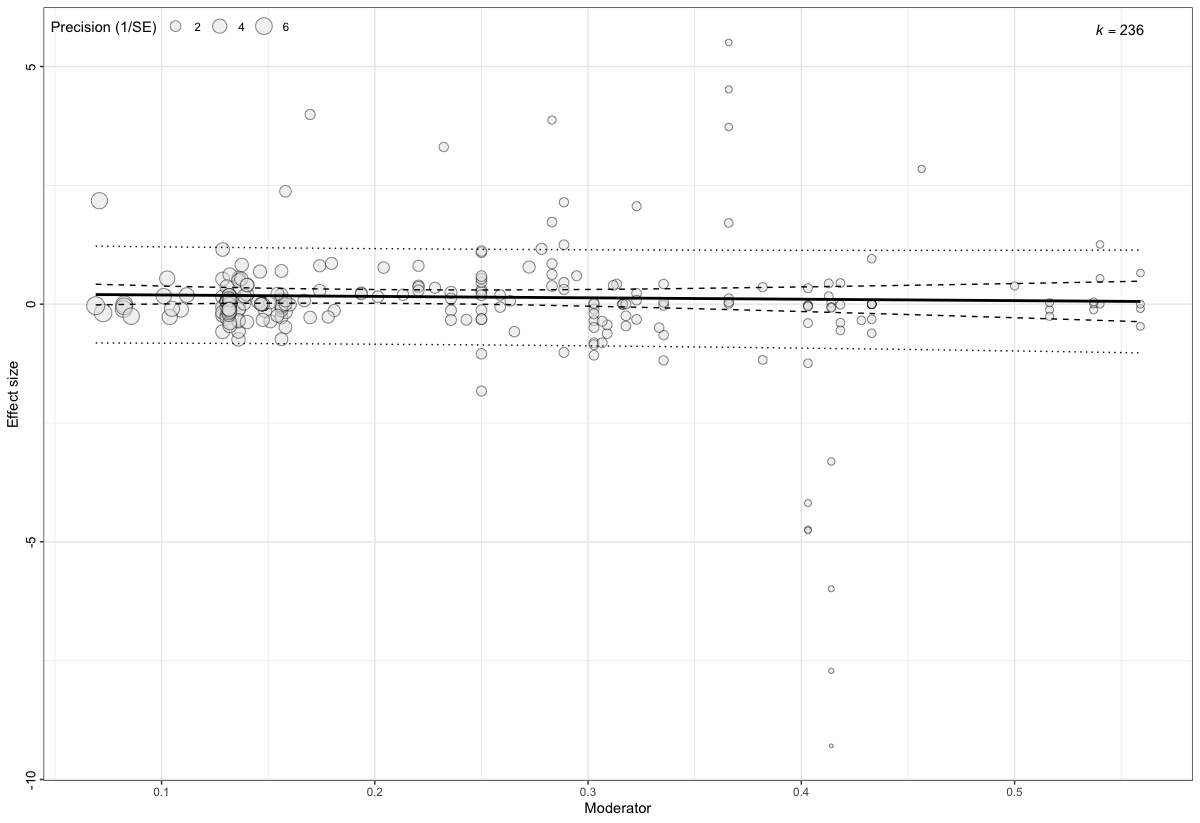 Precision (1/SE) 2 4 6
k = 236
5
0
-5
-10
Effect size
0.1 0.2 0.3 0.4 0.5
Moderator